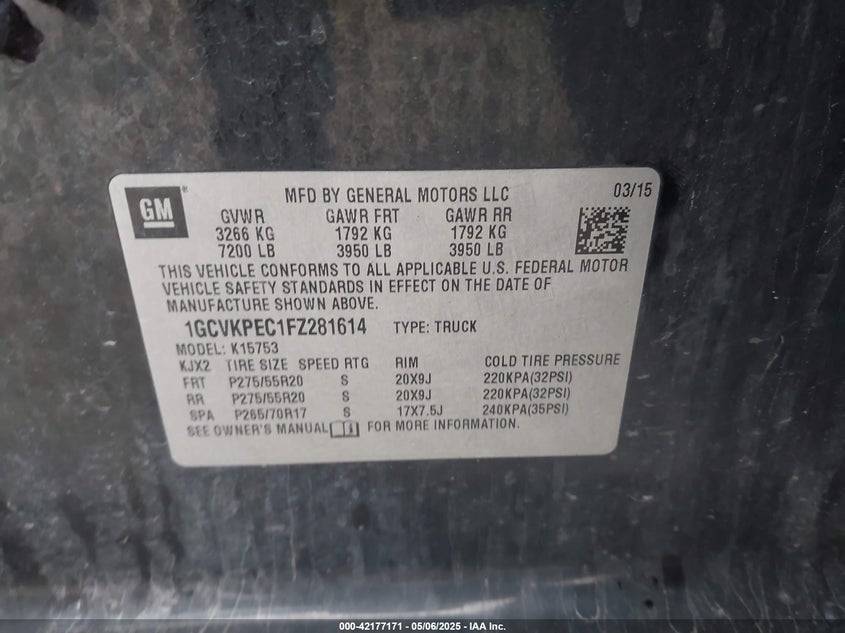 GM
®
MFD BY GENERAL MOTORS LLC
03/15
GVWR GAWR FRT GAWR RR
3266 KG 1792 KG 1792 KG
7200 LB 3950 LB 3950 LB
THIS VEHICLE CONFORMS TO ALL APPLICABLE U.S. FEDERAL MOTOR
VEHICLE SAFETY STANDARDS IN EFFECT ON THE DATE OF
MANUFACTURE SHOWN ABOVE.
1GCVKPEC1FZ281614 TYPE: TRUCK
MODEL: K15753
KJX2 TIRE SIZE SPEED RTG RIM COLD TIRE PRESSURE
FRT P275/55R20 S 20X9J 220KPA(32PSI)
RR P275/55R20 S 20X9J 220KPA(32PSI)
SPA P265/70R17 S 17X7.5J 240KPA(35PSI)
SEE OWNER'S MANUAL FOR MORE INFORMATION.
000-42177171 — 05/06/2025 — IAA Inc.